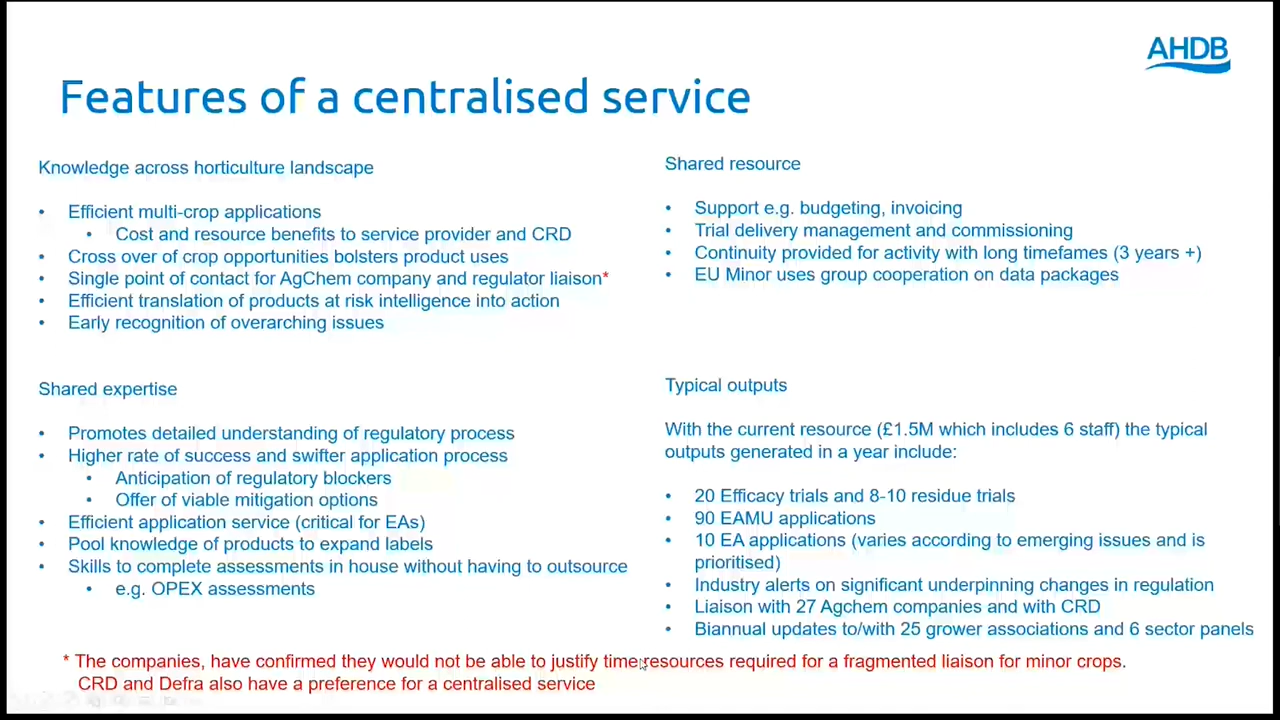 AHDB
Features of a centralised service
Knowledge across horticulture landscape
• Efficient multi-crop applications
• Cost and resource benefits to service provider and CRD
• Cross over of crop opportunities bolsters product uses
• Single point of contact for AgChem company and regulator liaison*
• Efficient translation of products at risk intelligence into action
• Early recognition of overarching issues
Shared expertise
• Promotes detailed understanding of regulatory process
• Higher rate of success and swifter application process
• Anticipation of regulatory blockers
• Offer of viable mitigation options
• Efficient application service (critical for EAs)
• Pool knowledge of products to expand labels
• Skills to complete assessments in house without having to outsource
• e.g. OPEX assessments
Shared resource
• Support e.g. budgeting, invoicing
• Trial delivery management and commissioning
• Continuity provided for activity with long timeframes (3 years +)
• EU Minor uses group cooperation on data packages
Typical outputs
With the current resource (£1.5M which includes 6 staff) the typical
outputs generated in a year include:
• 20 Efficacy trials and 8-10 residue trials
• 90 EAMU applications
• 10 EA applications (varies according to emerging issues and is
prioritised)
• Industry alerts on significant underpinning changes in regulation
• Liaison with 27 Agchem companies and with CRD
• Biannual updates to/with 25 grower associations and 6 sector panels
* The companies, have confirmed they would not be able to justify time resources required for a fragmented liaison for minor crops.
CRD and Defra also have a preference for a centralised service